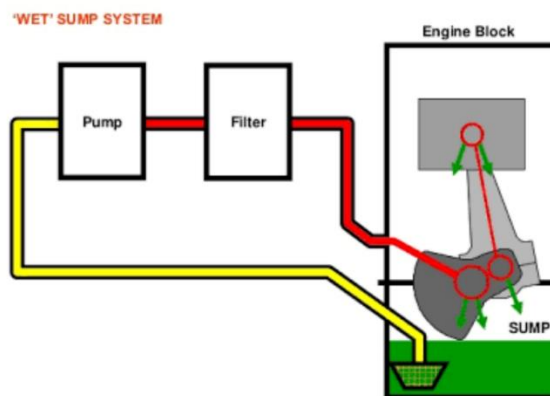 'WET' SUMP SYSTEM
Engine Block
Pump
Filter
SUMP